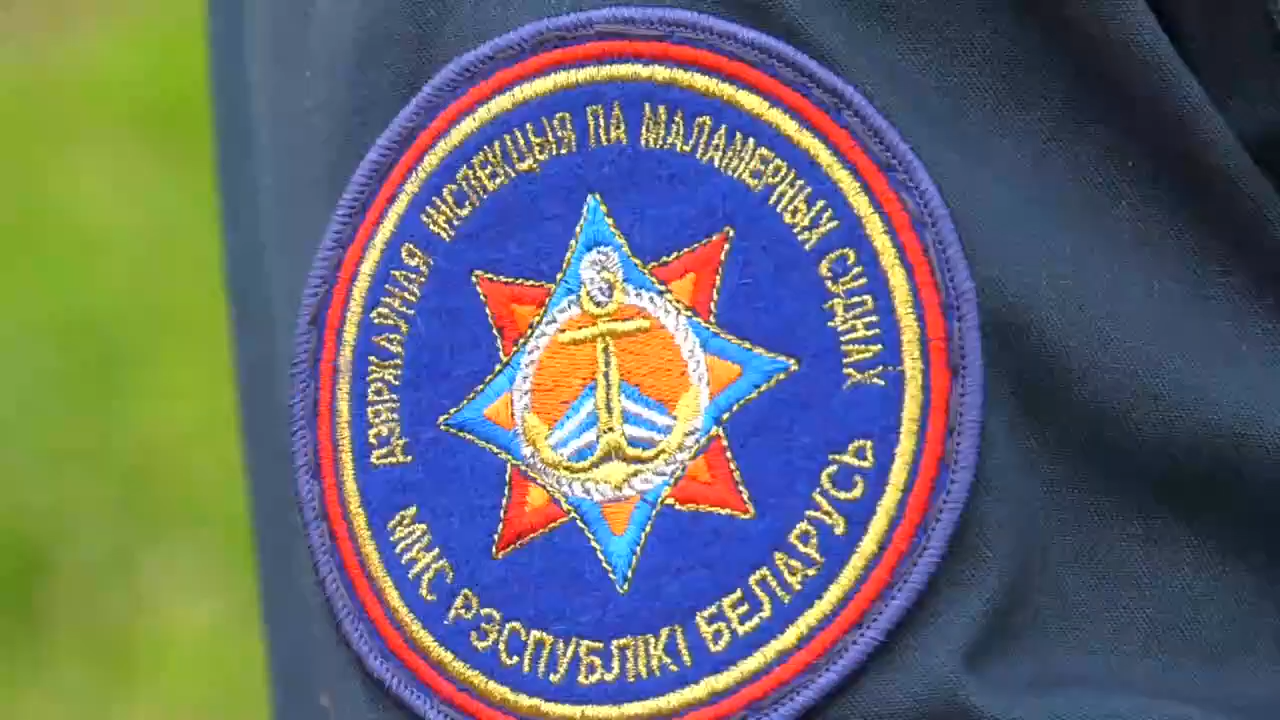 ДЗЯРЖАЎНАЯ ІНСПЕКЦЫЯ ПА МАЛАМЕРНЫХ СУДНАХ
МНС РЭСПУБЛІКІ БЕЛАРУСЬ